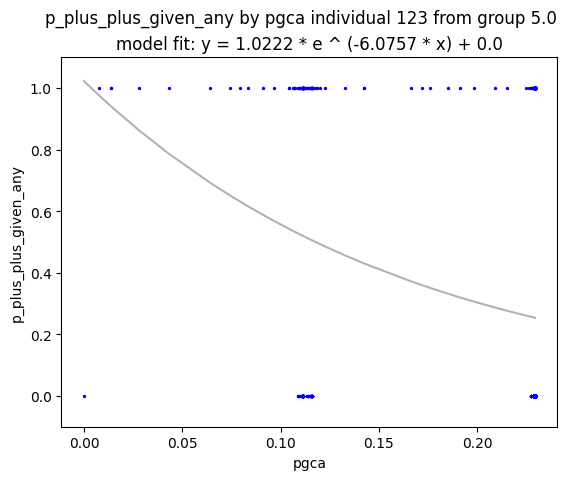 p_plus_plus_given_any by pgca individual 123 from group 5.0
model fit: y = 1.0222 * e ^ (-6.0757 * x) + 0.0
1.0
0.8
0.6
0.4
0.2
0.0
p_plus_plus_given_any
0.00 0.05 0.10 0.15 0.20
pgca